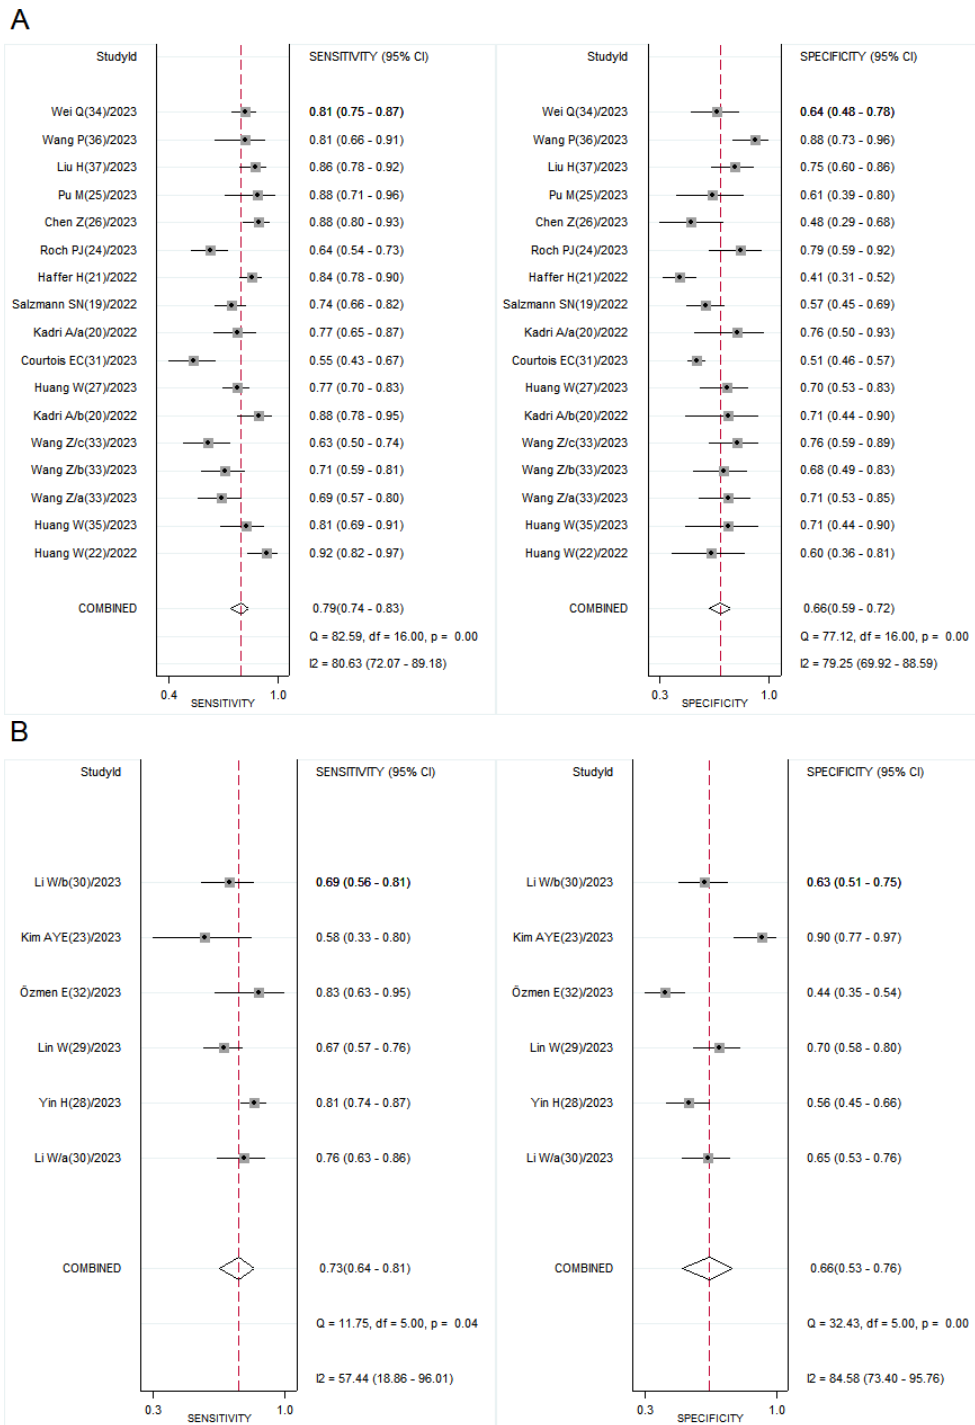 A
StudyId SENSITIVITY (95% CI) StudyId SPECIFICITY (95% CI)
Wei Q(34)/2023 0.81 (0.75 - 0.87) Wei Q(34)/2023 0.64 (0.48 - 0.78)
Wang P(36)/2023 0.81 (0.66 - 0.91) Wang P(36)/2023 0.88 (0.73 - 0.96)
Liu H(37)/2023 0.86 (0.78 - 0.92) Liu H(37)/2023 0.75 (0.60 - 0.86)
Pu M(25)/2023 0.88 (0.71 - 0.96) Pu M(25)/2023 0.61 (0.39 - 0.80)
Chen Z(26)/2023 0.88 (0.80 - 0.93) Chen Z(26)/2023 0.48 (0.29 - 0.68)
Roch PJ(24)/2023 0.64 (0.54 - 0.73) Roch PJ(24)/2023 0.79 (0.59 - 0.92)
Haffer H(21)/2022 0.84 (0.78 - 0.90) Haffer H(21)/2022 0.41 (0.31 - 0.52)
Salzmann SN(19)/2022 0.74 (0.66 - 0.82) Salzmann SN(19)/2022 0.57 (0.45 - 0.69)
Kadri A/a(20)/2022 0.77 (0.65 - 0.87) Kadri A/a(20)/2022 0.76 (0.50 - 0.93)
Courtois EC(31)/2023 0.55 (0.43 - 0.67) Courtois EC(31)/2023 0.51 (0.46 - 0.57)
Huang W(27)/2023 0.77 (0.70 - 0.83) Huang W(27)/2023 0.70 (0.53 - 0.83)
Kadri A/b(20)/2022 0.88 (0.78 - 0.95) Kadri A/b(20)/2022 0.71 (0.44 - 0.90)
Wang Z/c(33)/2023 0.63 (0.50 - 0.74) Wang Z/c(33)/2023 0.76 (0.59 - 0.89)
Wang Z/b(33)/2023 0.71 (0.59 - 0.81) Wang Z/b(33)/2023 0.68 (0.49 - 0.83)
Wang Z/a(33)/2023 0.69 (0.57 - 0.80) Wang Z/a(33)/2023 0.71 (0.53 - 0.85)
Huang W(35)/2023 0.81 (0.69 - 0.91) Huang W(35)/2023 0.71 (0.44 - 0.90)
Huang W(22)/2022 0.92 (0.82 - 0.97) Huang W(22)/2022 0.60 (0.36 - 0.81)
COMBINED 0.79(0.74 - 0.83) COMBINED 0.66(0.59 - 0.72)
Q = 82.59, df = 16.00, p = 0.00 Q = 77.12, df = 16.00, p = 0.00
I2 = 80.63 (72.07 - 89.18) I2 = 79.25 (69.92 - 88.59)
0.4 1.0 0.3 1.0
SENSITIVITY SPECIFICITY
B
StudyId SENSITIVITY (95% CI) StudyId SPECIFICITY (95% CI)
Li W/b(30)/2023 0.69 (0.56 - 0.81) Li W/b(30)/2023 0.63 (0.51 - 0.75)
Kim AYE(23)/2023 0.58 (0.33 - 0.80) Kim AYE(23)/2023 0.90 (0.77 - 0.97)
Özmen E(32)/2023 0.83 (0.63 - 0.95) Özmen E(32)/2023 0.44 (0.35 - 0.54)
Lin W(29)/2023 0.67 (0.57 - 0.76) Lin W(29)/2023 0.70 (0.58 - 0.80)
Yin H(28)/2023 0.81 (0.74 - 0.87) Yin H(28)/2023 0.56 (0.45 - 0.66)
Li W/a(30)/2023 0.76 (0.63 - 0.86) Li W/a(30)/2023 0.65 (0.53 - 0.76)
COMBINED 0.73(0.64 - 0.81) COMBINED 0.66(0.53 - 0.76)
Q = 11.75, df = 5.00, p = 0.04 Q = 32.43, df = 5.00, p = 0.00
I2 = 57.44 (18.86 - 96.01) I2 = 84.58 (73.40 - 95.76)
0.3 1.0 0.3 1.0
SENSITIVITY SPECIFICITY